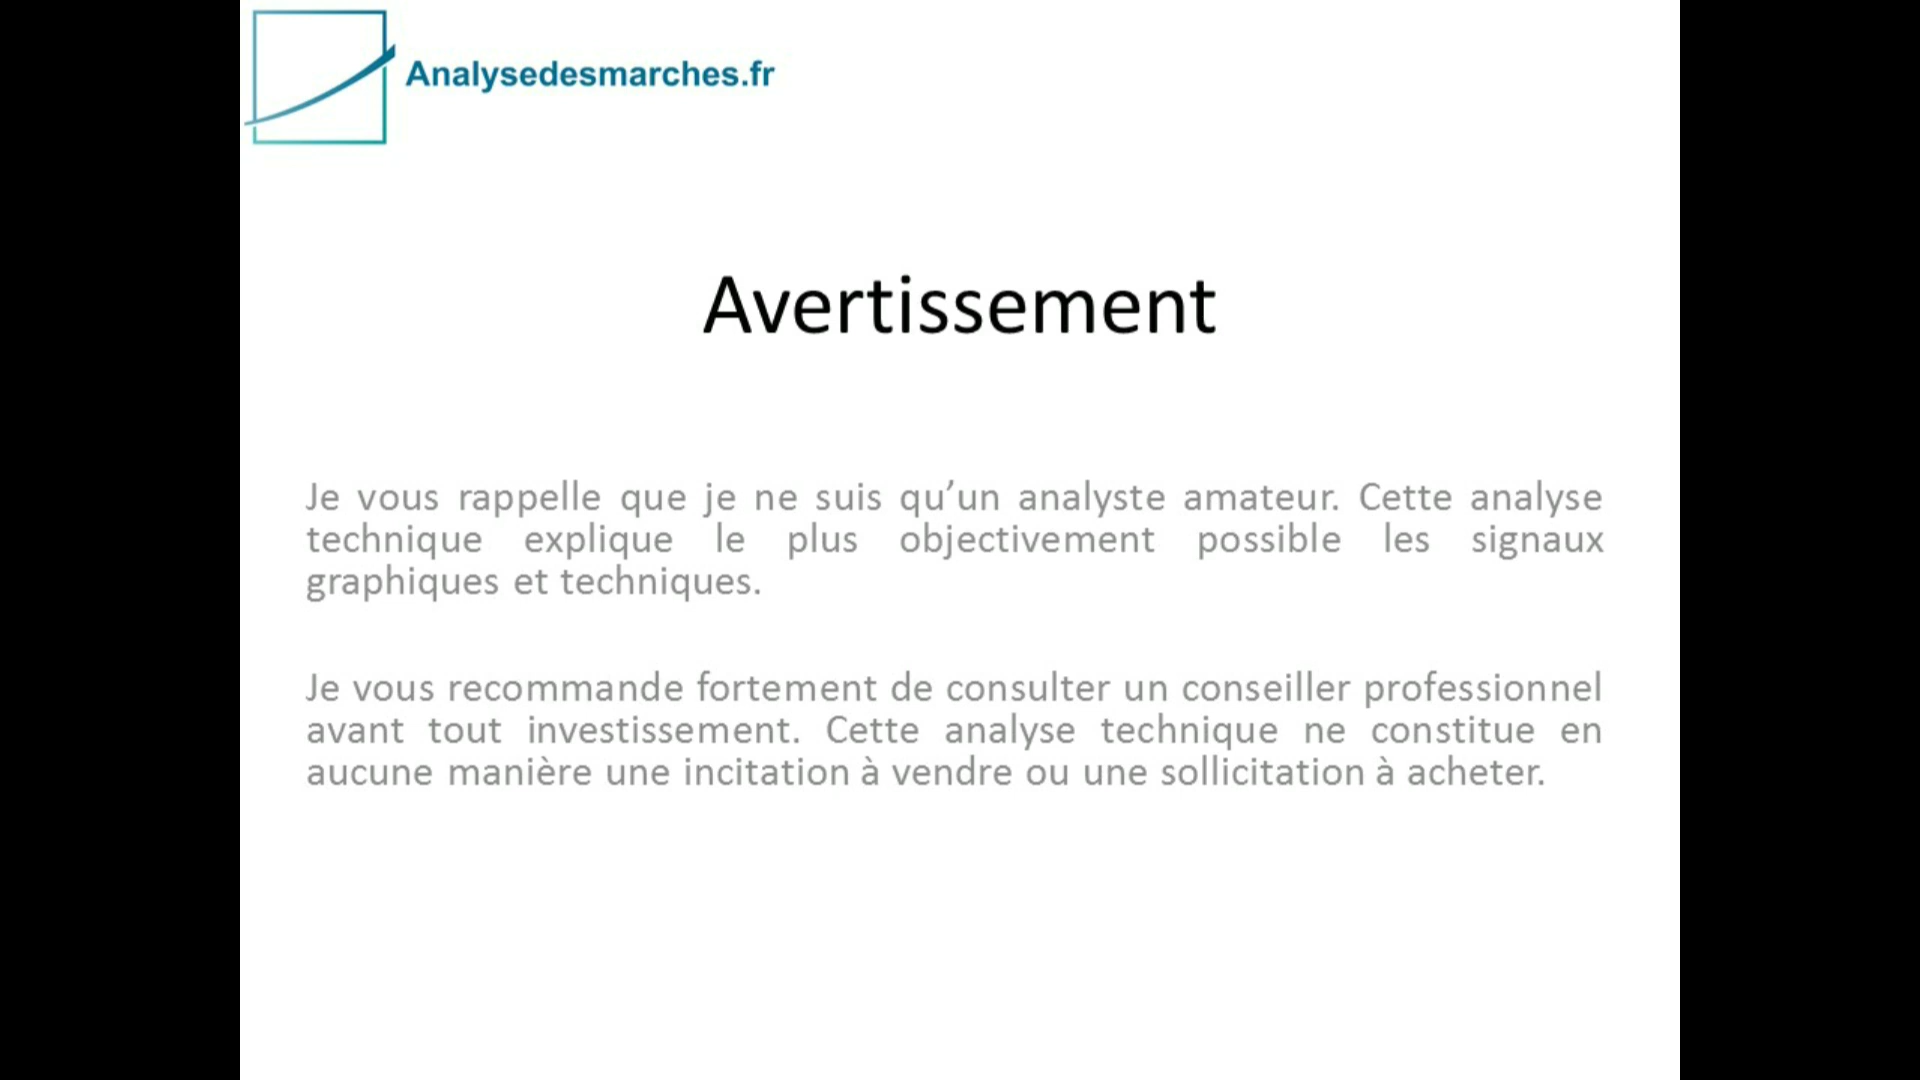 Analysedesmarches.fr
Avertissement
Je vous rappelle que je ne suis qu’un analyste amateur. Cette analyse
technique explique le plus objectivement possible les signaux
graphiques et techniques.
Je vous recommande fortement de consulter un conseiller professionnel
avant tout investissement. Cette analyse technique ne constitue en
aucune manière une incitation à vendre ou une sollicitation à acheter.